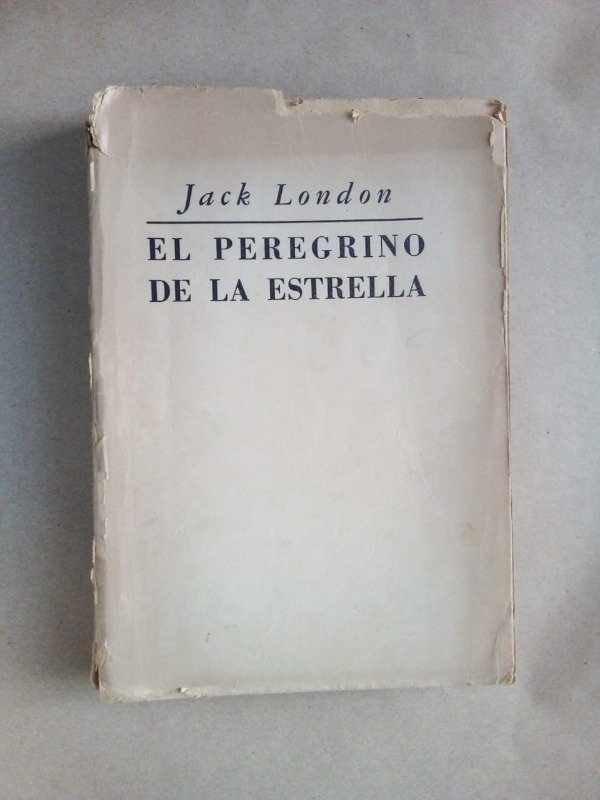 Jack London
EL PEREGRINO
DE LA ESTRELLA